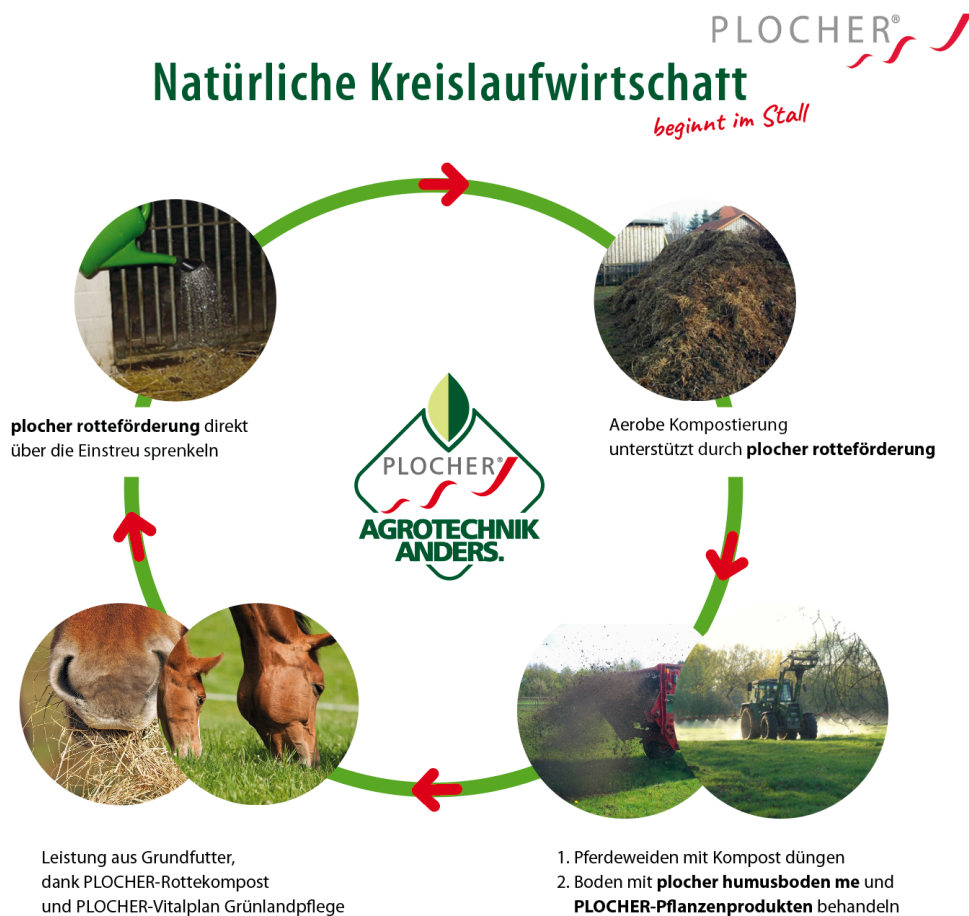 PLOCHER®
Natürliche Kreislaufwirtschaft
beginnt im Stall
plocher rotteförderung direkt
über die Einstreu sprenkeln
Aerobe Kompostierung
unterstützt durch plocher rotteförderung
PLOCHER®
AGROTECHNIK
ANDERS.
Leistung aus Grundfutter,
dank PLOCHER-Rottekompost
und PLOCHER-Vitalplan Grünlandpflege
1. Pferdeweiden mit Kompost düngen
2. Boden mit plocher humusboden me und
PLOCHER-Pflanzenprodukten behandeln